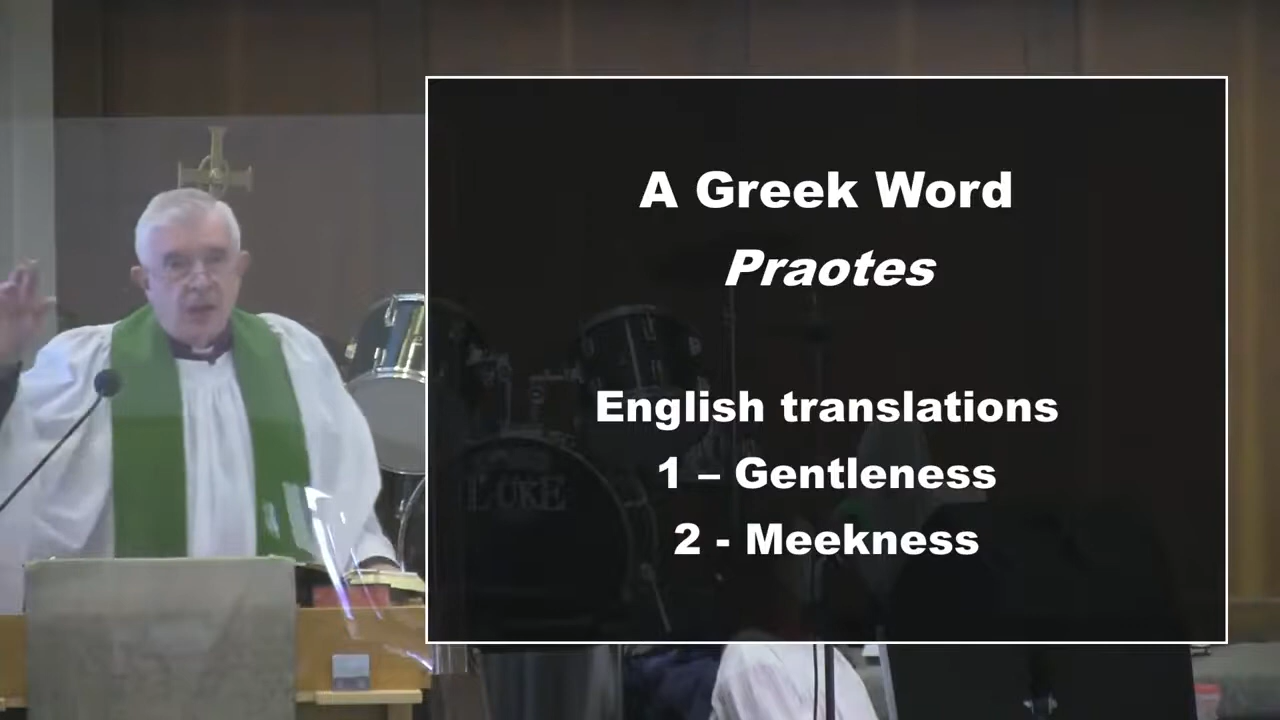 A Greek Word
Praotes
English translations
1 – Gentleness
2 - Meekness
LUKE